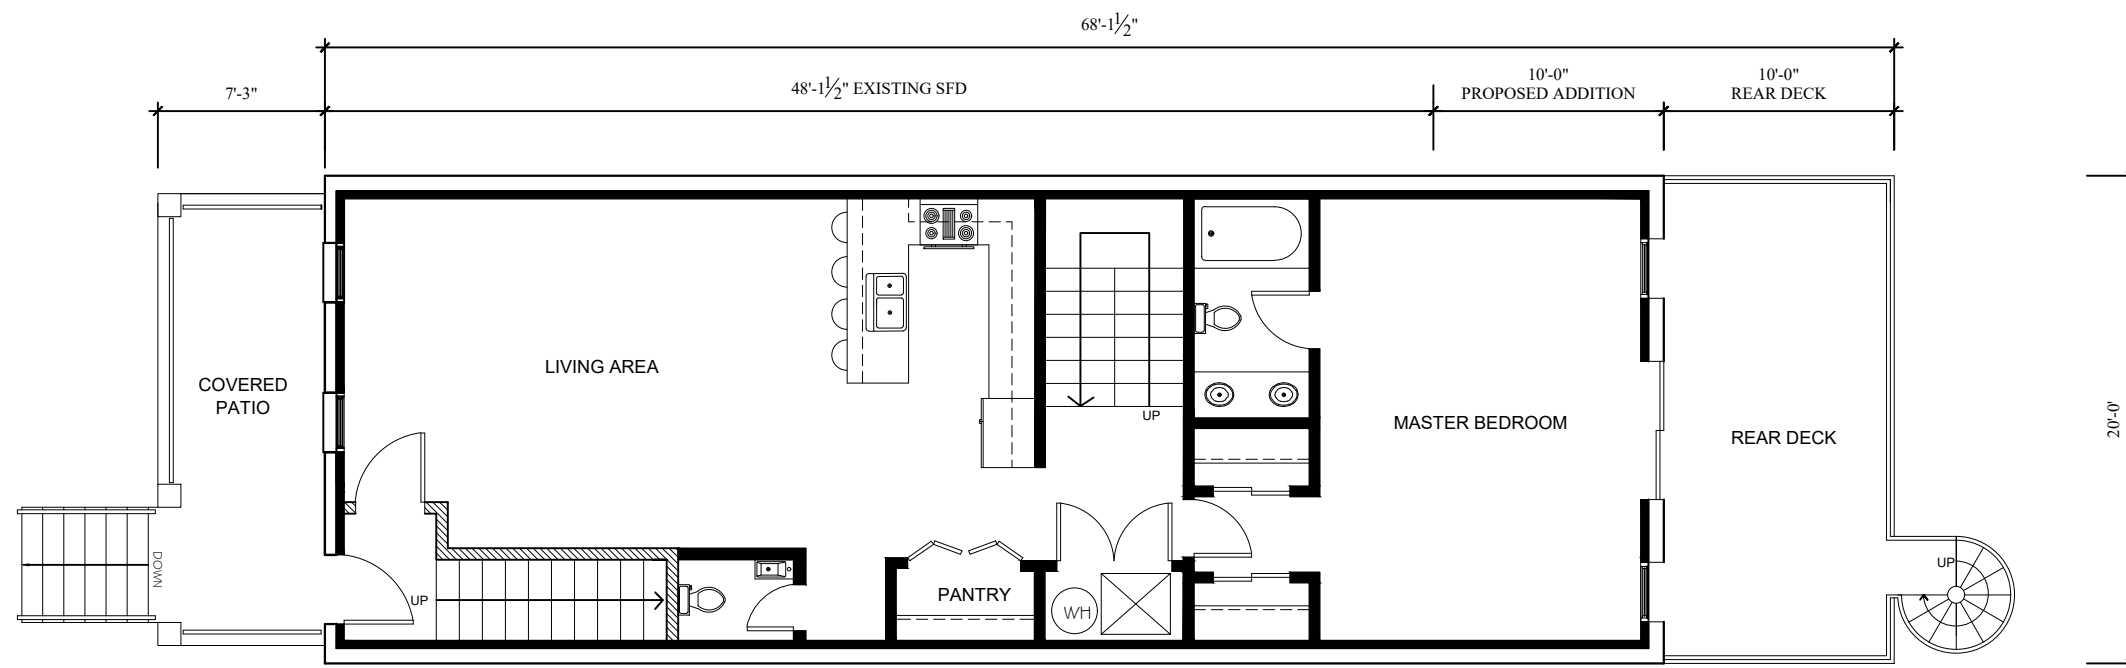 68'-1½"
7'-3"
48'-1½" EXISTING SFD
10'-0"
PROPOSED ADDITION
10'-0"
REAR DECK
COVERED
PATIO
LIVING AREA
UP
MASTER BEDROOM
REAR DECK
20'-0'
DOWN
UP
PANTRY
WH
UP